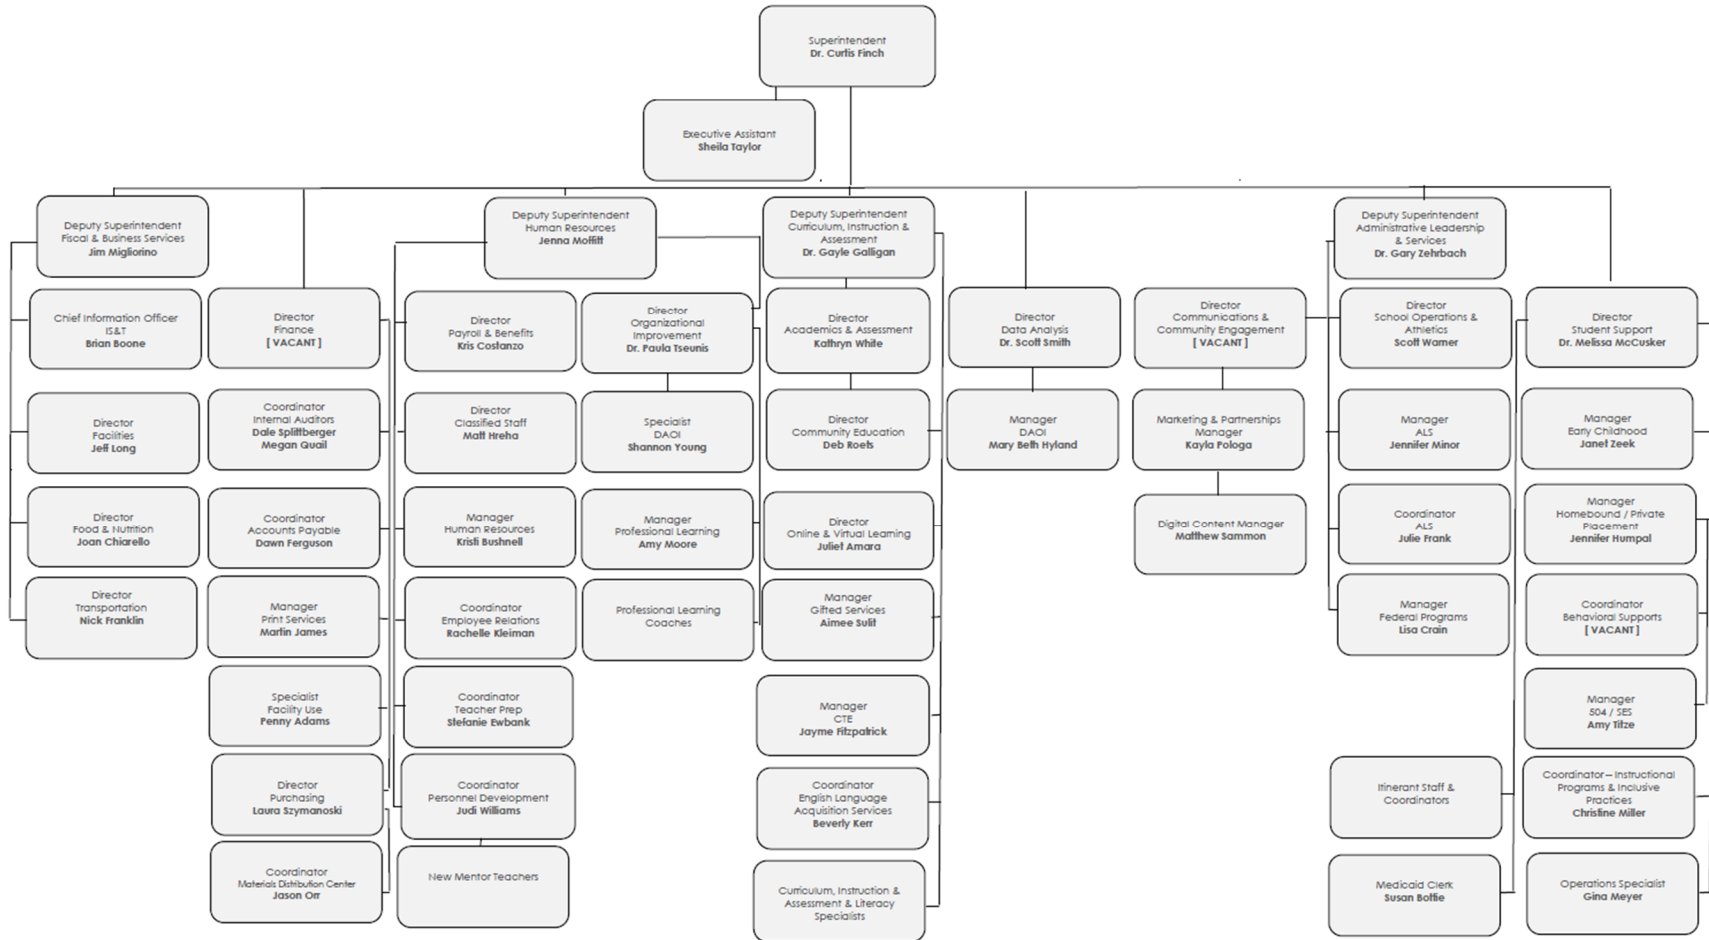 Superintendent
Dr. Curtis Finch
Executive Assistant
Sheila Taylor
Deputy Superintendent
Fiscal & Business Services
Jim Migliorino
Deputy Superintendent
Human Resources
Jenna Moffitt
Deputy Superintendent
Curriculum, Instruction &
Assessment
Dr. Gayle Galligan
Deputy Superintendent
Administrative Leadership
& Services
Dr. Gary Zehrbach
Chief Information Officer
IS&T
Brian Boone
Director
Finance
[ VACANT ]
Director
Payroll & Benefits
Kris Costanzo
Director
Organizational
Improvement
Dr. Paula Tseunis
Director
Academics & Assessment
Kathryn White
Director
Data Analysis
Dr. Scott Smith
Director
Communications &
Community Engagement
[ VACANT ]
Director
School Operations &
Athletics
Scott Warner
Director
Student Support
Dr. Melissa McCusker
Director
Facilities
Jeff Long
Coordinator
Internal Auditors
Dale Splittberger
Megan Quail
Director
Classified Staff
Matt Hreha
Specialist
DAOI
Shannon Young
Director
Community Education
Deb Roets
Manager
DAOI
Mary Beth Hyland
Marketing & Partnerships
Manager
Kayla Pologa
Manager
ALS
Jennifer Minor
Manager
Early Childhood
Janet Zeek
Director
Food & Nutrition
Joan Chiarello
Coordinator
Accounts Payable
Dawn Ferguson
Manager
Human Resources
Kristi Bushnell
Manager
Professional Learning
Amy Moore
Director
Online & Virtual Learning
Juliet Amara
Digital Content Manager
Matthew Sammon
Coordinator
ALS
Julie Frank
Manager
Homebound / Private
Placement
Jennifer Humpal
Director
Transportation
Nick Franklin
Manager
Print Services
Martin James
Coordinator
Employee Relations
Rachelle Kleiman
Professional Learning
Coaches
Manager
Gifted Services
Aimee Sulit
Manager
Federal Programs
Lisa Crain
Coordinator
Behavioral Supports
[ VACANT ]
Specialist
Facility Use
Penny Adams
Coordinator
Teacher Prep
Stefanie Ewbank
Manager
CTE
Jayme Fitzpatrick
Manager
504 / SES
Amy Titze
Director
Purchasing
Laura Szymanoski
Coordinator
Personnel Development
Judi Williams
Coordinator
English Language
Acquisition Services
Beverly Kerr
Itinerant Staff &
Coordinators
Coordinator – Instructional
Programs & Inclusive
Practices
Christine Miller
Coordinator
Materials Distribution Center
Jason Orr
New Mentor Teachers
Curriculum, Instruction &
Assessment & Literacy
Specialists
Medicaid Clerk
Susan Bottie
Operations Specialist
Gina Meyer